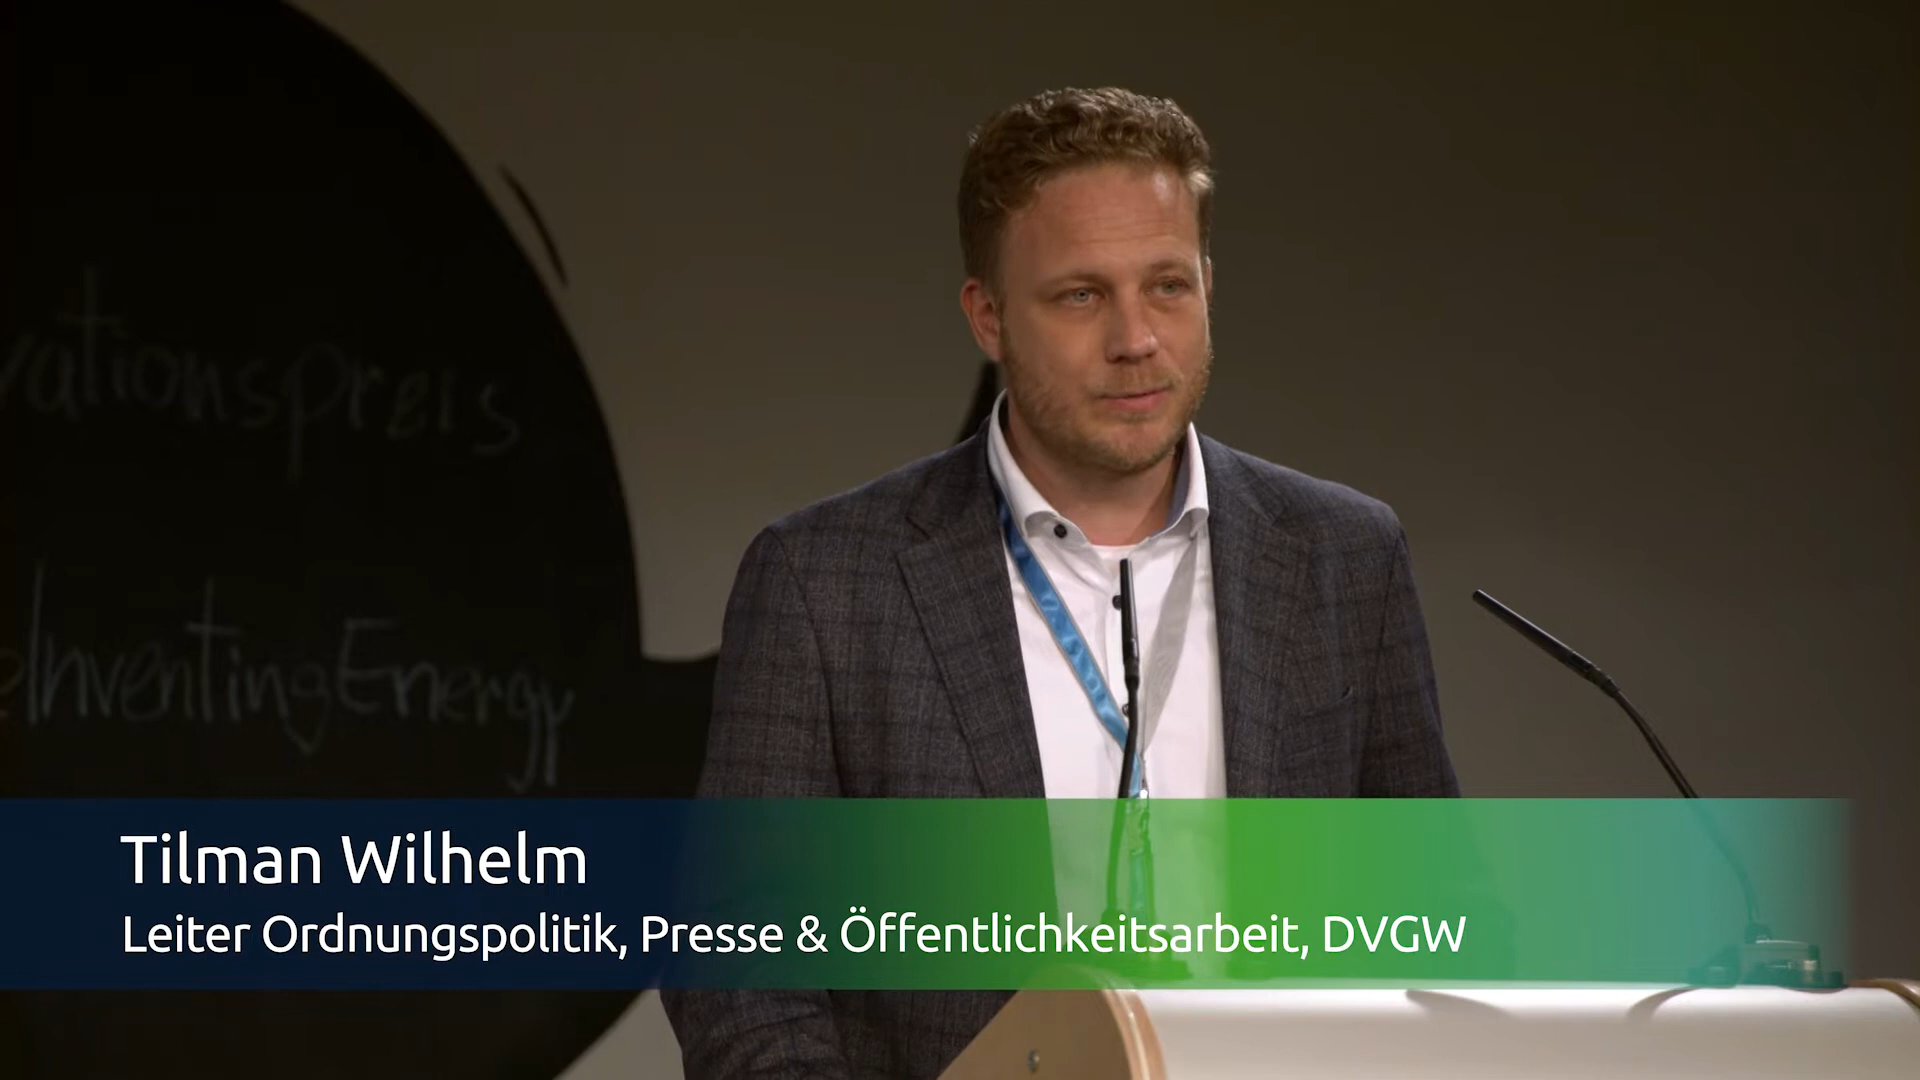 vationspreis
eInventingEnergy
Tilman Wilhelm
Leiter Ordnungspolitik, Presse & Öffentlichkeitsarbeit, DVGW